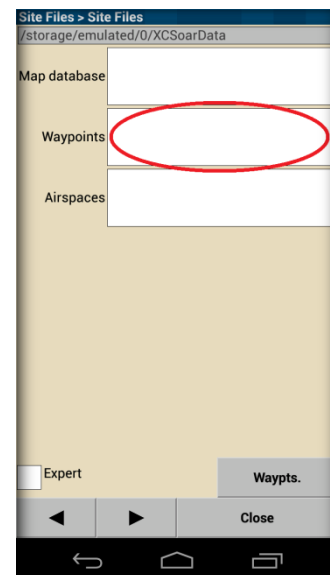 Site Files > Site Files
/storage/emulated/0/XCSoarData
Map database
Waypoints
Airspaces
Expert
Waypts.
Close